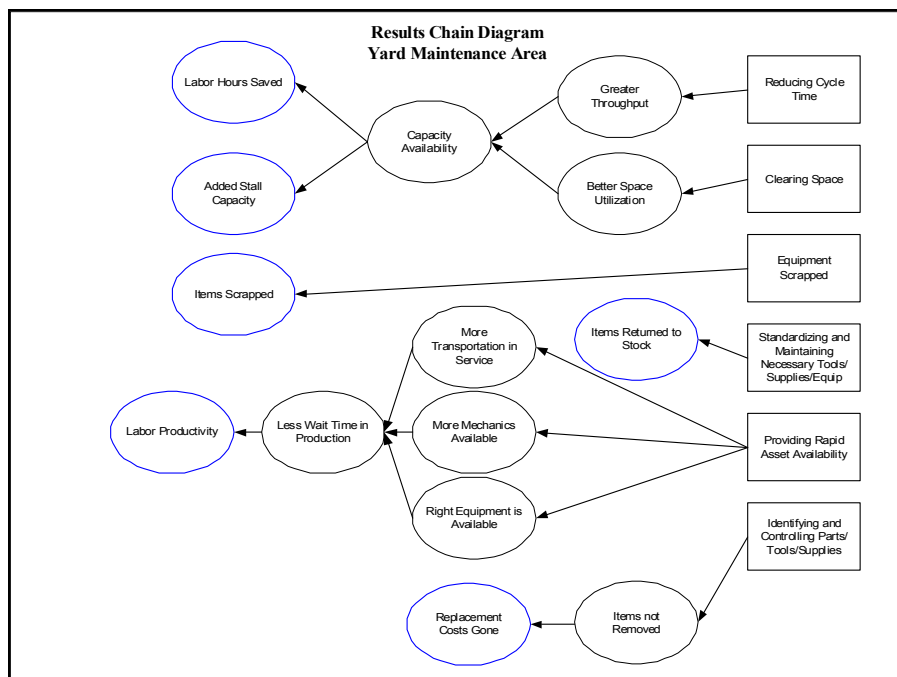 Results Chain Diagram
Yard Maintenance Area
Labor Hours Saved
Greater
Throughput
Reducing Cycle
Time
Capacity
Availability
Added Stall
Capacity
Better Space
Utilization
Clearing Space
Items Scrapped
Equipment
Scrapped
More
Transportation in
Service
Items Returned to
Stock
Standardizing and
Maintaining
Necessary Tools/
Supplies/Equip
Labor Productivity
Less Wait Time in
Production
More Mechanics
Available
Providing Rapid
Asset Availability
Right Equipment is
Available
Identifying and
Controlling Parts/
Tools/Supplies
Replacement
Costs Gone
Items not
Removed